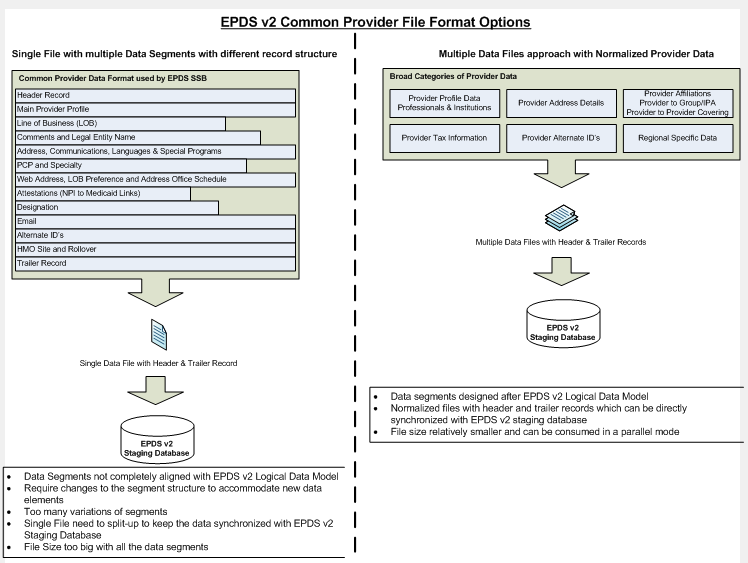 EPDS v2 Common Provider File Format Options
Single File with multiple Data Segments with different record structure
Common Provider Data Format used by EPDS SSB
Header Record
Main Provider Profile
Line of Business (LOB)
Comments and Legal Entity Name
Address, Communications, Languages & Special Programs
PCP and Specialty
Web Address, LOB Preference and Address Office Schedule
Attestations (NPI to Medicaid Links)
Designation
Email
Alternate ID's
HMO Site and Rollover
Trailer Record
Single Data File with Header & Trailer Record
EPDS v2
Staging Database
• Data Segments not completely aligned with EPDS v2 Logical Data Model
• Require changes to the segment structure to accommodate new data
elements
• Too many variations of segments
• Single File need to split-up to keep the data synchronized with EPDS v2
Staging Database
• File Size too big with all the data segments
Multiple Data Files approach with Normalized Provider Data
Broad Categories of Provider Data
Provider Profile Data
Professionals & Institutions
Provider Address Details
Provider Affiliations
Provider to Group/IPA
Provider to Provider Covering
Provider Tax Information
Provider Alternate ID's
Regional Specific Data
Multiple Data Files with Header & Trailer Records
EPDS v2
Staging Database
• Data segments designed after EPDS v2 Logical Data Model
• Normalized files with header and trailer records which can be directly
synchronized with EPDS v2 staging database
• File size relatively smaller and can be consumed in a parallel mode